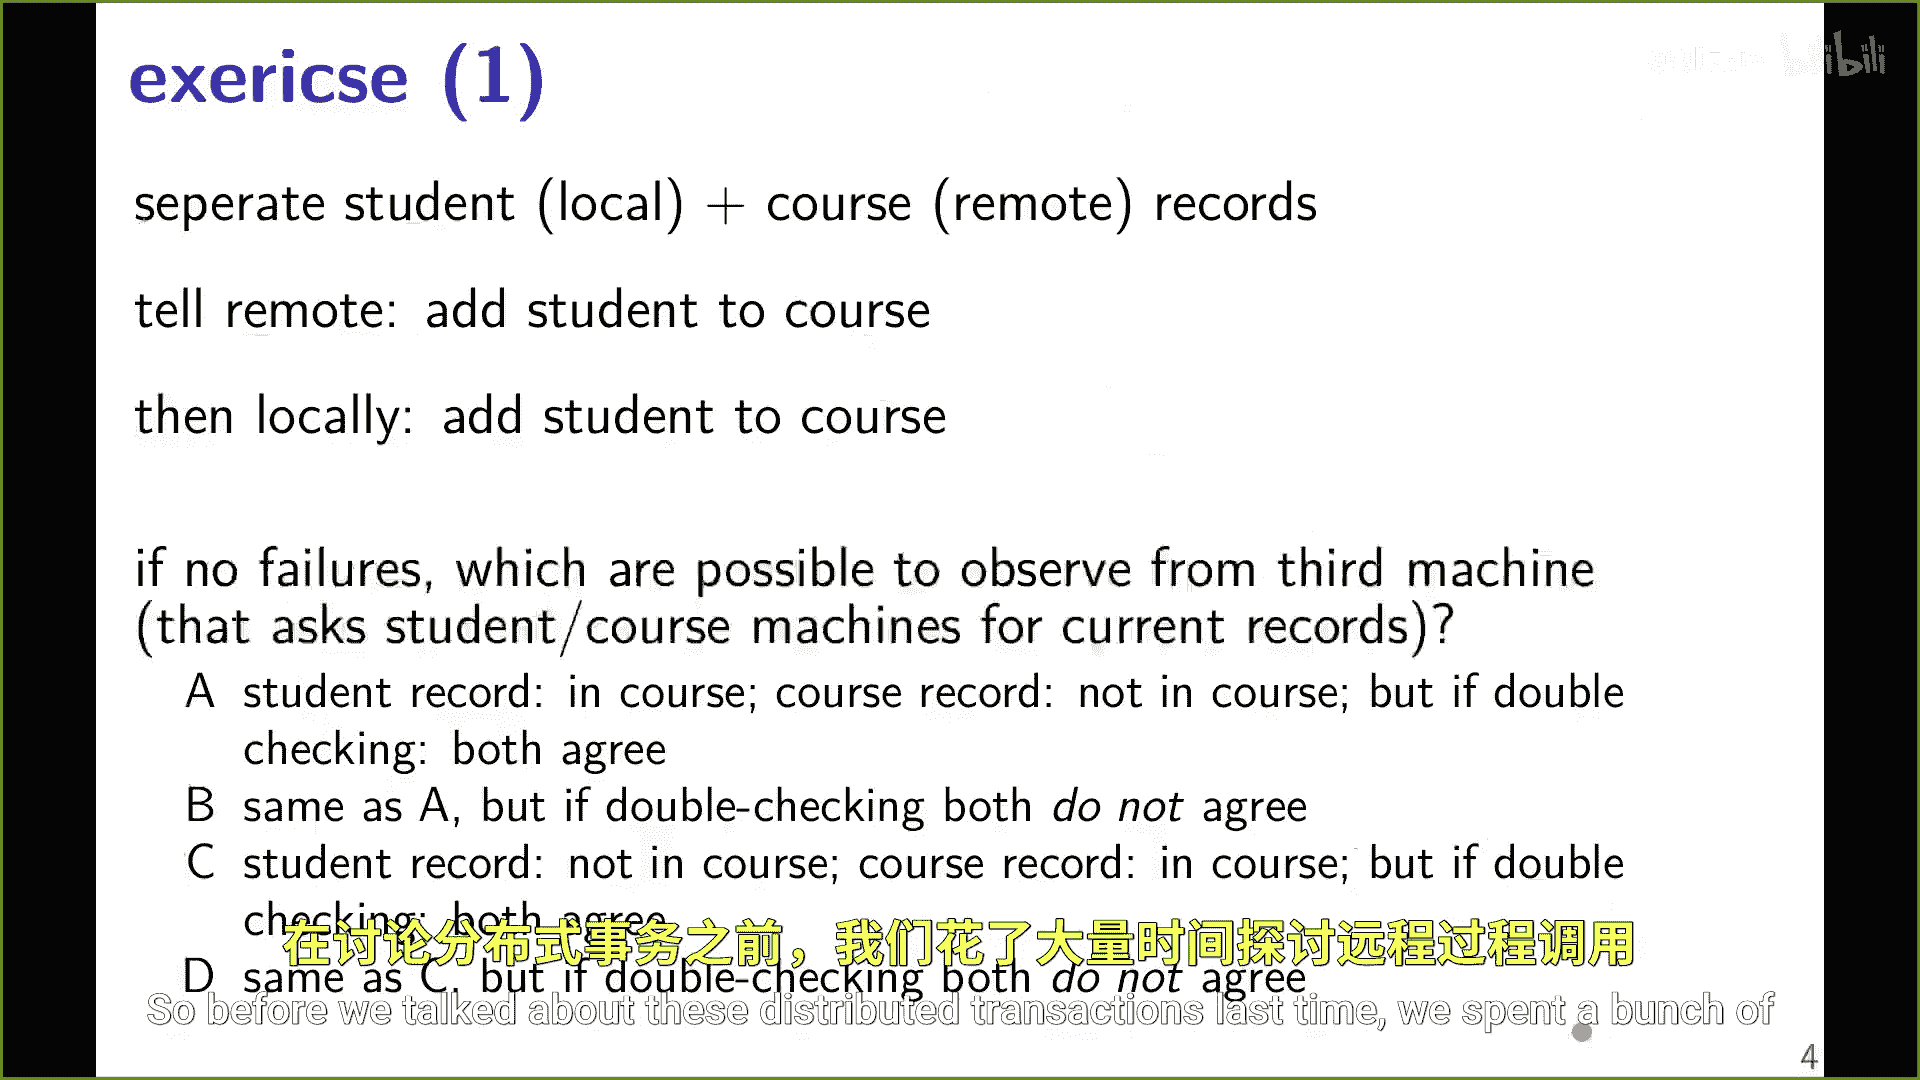 exericse (1)
bilibili
seperate student (local) + course (remote) records
tell remote: add student to course
then locally: add student to course
if no failures, which are possible to observe from third machine
(that asks student/course machines for current records)?
A student record: in course; course record: not in course; but if double
checking: both agree
B same as A, but if double-checking both do not agree
C student record: not in course; course record: in course; but if double
checking: both agree
在讨论分布式事务之前，我们花了大量时间探讨远程过程调用
D same as C, but if double-checking both do not agree
So before we talked about these distributed transactions last time, we spent a bunch of
4